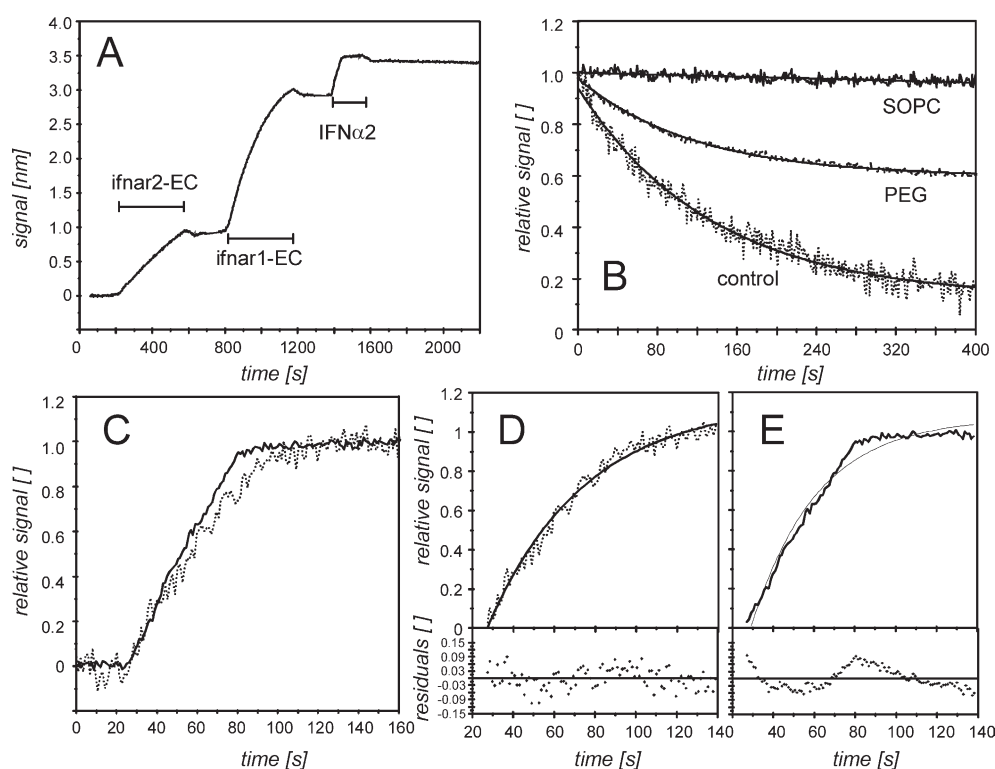 A
signal [nm]
4.0
3.5
3.0
2.5
2.0
1.5
1.0
0.5
0
ifnar2-EC
ifnar1-EC
IFNα2
0 400 800 1200 1600 2000
time [s]
B
relative signal [ ]
1.2
1.0
0.8
0.6
0.4
0.2
0
SOPC
PEG
control
0 80 160 240 320 400
time [s]
C
relative signal [ ]
1.2
1.0
0.8
0.6
0.4
0.2
0
0 20 40 60 80 100 120 140 160
time [s]
D
relative signal [ ]
1.2
1.0
0.8
0.6
0.4
0.2
0
residuals [ ]
0.15
0.09
0.03
-0.03
-0.09
-0.15
20 40 60 80 100 120 140
time [s]
E
20 40 60 80 100 120 140
time [s]